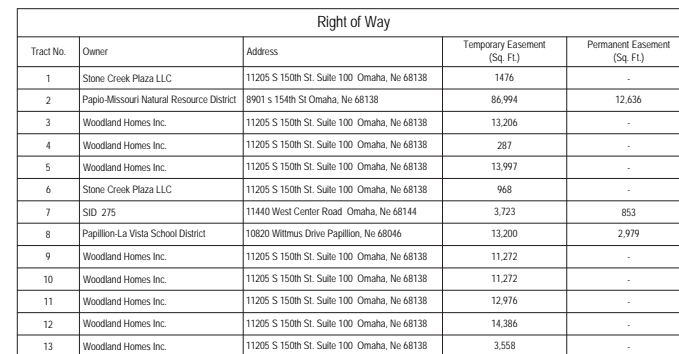 Right of Way
Tract No. Owner Address Temporary Easement (Sq. Ft.) Permanent Easement (Sq. Ft.)
1 Stone Creek Plaza LLC 11205 S 150th St. Suite 100 Omaha, Ne 68138 1476 -
2 Papio-Missouri Natural Resource District 8901 s 154th St Omaha, Ne 68138 86,994 12,636
3 Woodland Homes Inc. 11205 S 150th St. Suite 100 Omaha, Ne 68138 13,206 -
4 Woodland Homes Inc. 11205 S 150th St. Suite 100 Omaha, Ne 68138 287 -
5 Woodland Homes Inc. 11205 S 150th St. Suite 100 Omaha, Ne 68138 13,997 -
6 Stone Creek Plaza LLC 11205 S 150th St. Suite 100 Omaha, Ne 68138 968 -
7 SID 275 11440 West Center Road Omaha, Ne 68144 3,723 853
8 Papillion-La Vista School District 10820 Wittmus Drive Papillion, Ne 68046 13,200 2,979
9 Woodland Homes Inc. 11205 S 150th St. Suite 100 Omaha, Ne 68138 11,272 -
10 Woodland Homes Inc. 11205 S 150th St. Suite 100 Omaha, Ne 68138 11,272 -
11 Woodland Homes Inc. 11205 S 150th St. Suite 100 Omaha, Ne 68138 12,976 -
12 Woodland Homes Inc. 11205 S 150th St. Suite 100 Omaha, Ne 68138 14,386 -
13 Woodland Homes Inc. 11205 S 150th St. Suite 100 Omaha, Ne 68138 3,558 -